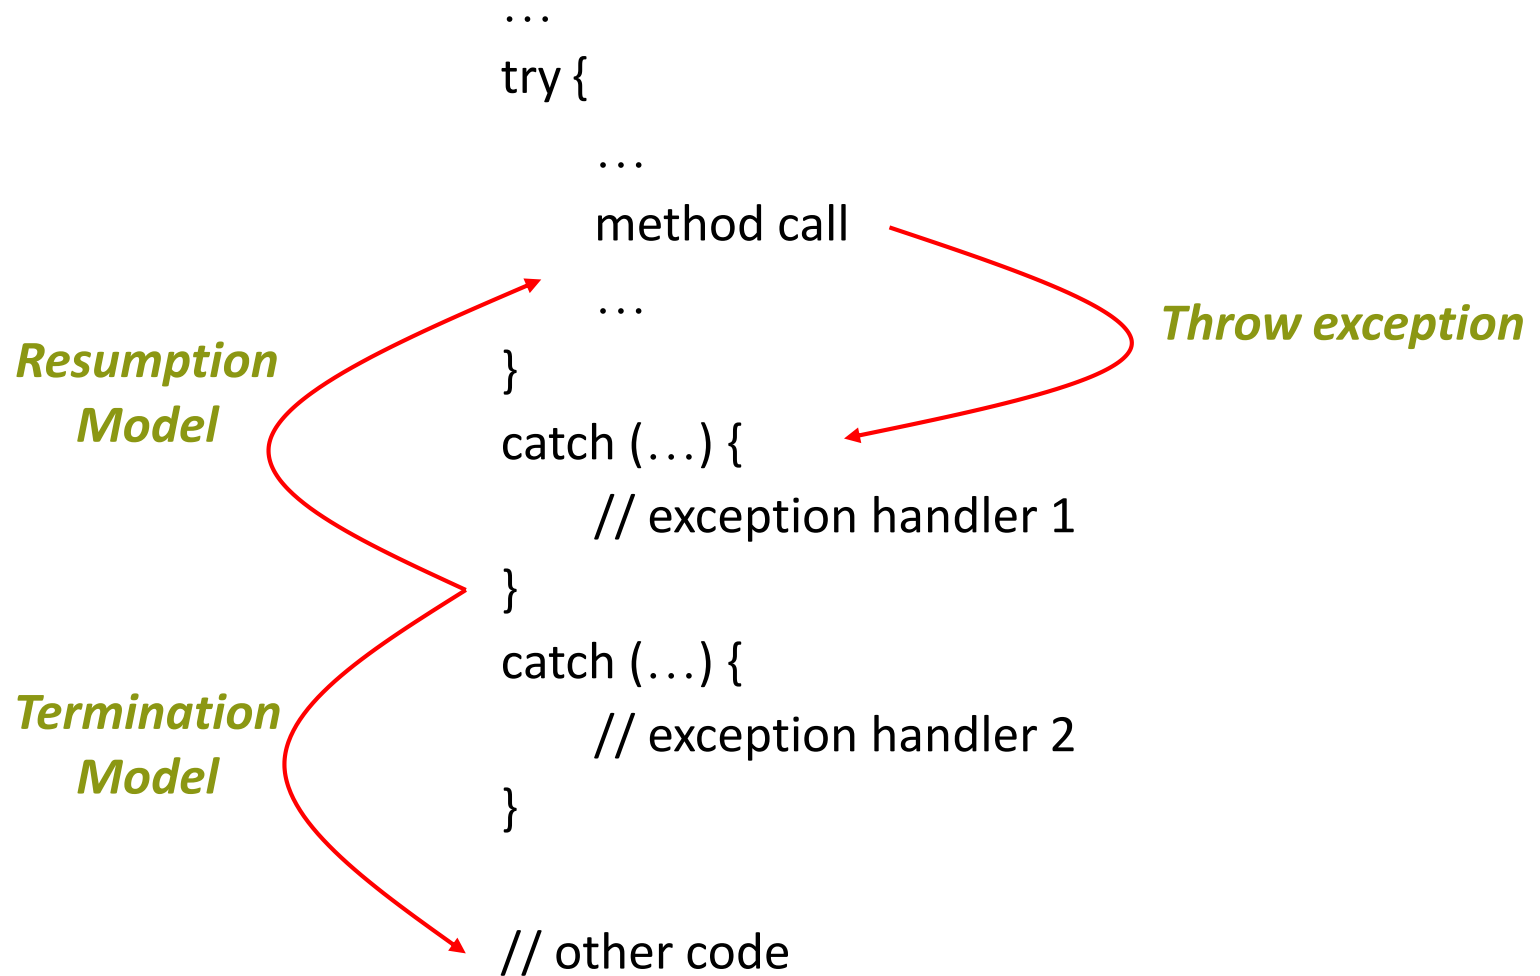 ...
try {
...
method call
...
Throw exception
Resumption
Model
}
catch (...) {
// exception handler 1
}
catch (...) {
Termination
Model
// exception handler 2
}
// other code